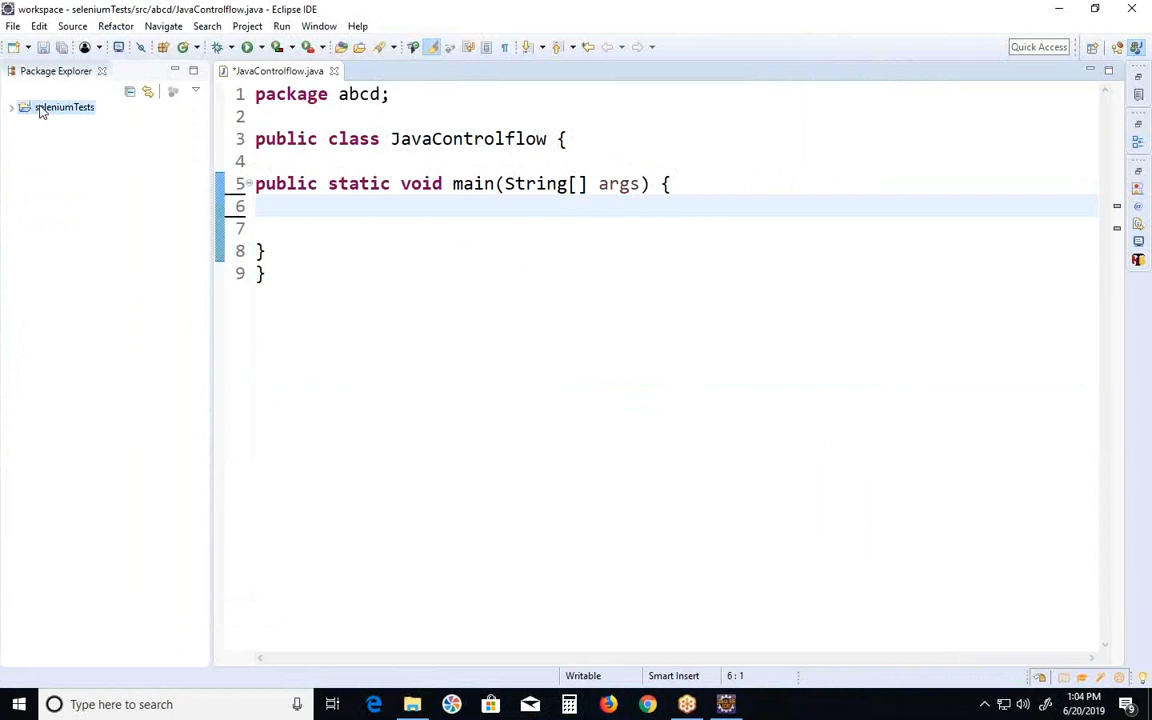 workspace - seleniumTests/src/abcd/JavaControlflow.java - Eclipse IDE
File Edit Source Refactor Navigate Search Project Run Window Help
Quick Access
Package Explorer
*JavaControlflow.java
seleniumTests
1 package abcd;
2
3 public class JavaControlflow {
4
5 public static void main(String[] args) {
6
7
8 }
9 }
Writable Smart Insert 6 : 1
Type here to search
1:04 PM
6/20/2019
9